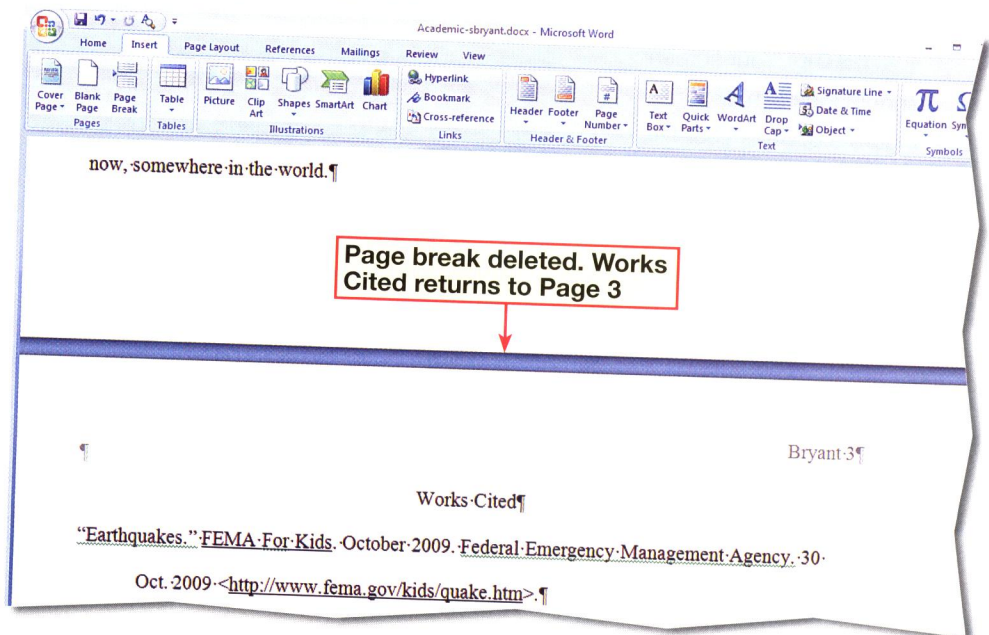 Academic-sbryant.docx - Microsoft Word
Home Insert Page Layout References Mailings Review View
Cover Page Blank Page Page Break Table Picture Clip Art Shapes SmartArt Chart Hyperlink Bookmark Cross-reference Header Footer Page Number Text Box Quick Parts WordArt Drop Cap Signature Line Date & Time Object Equation
Pages Tables Illustrations Links Header & Footer Text Symbols
now, somewhere in the world.¶
Page break deleted. Works
Cited returns to Page 3
¶ Bryant·3¶
Works·Cited¶
“Earthquakes.”·FEMA·For·Kids.·October·2009.·Federal·Emergency·Management·Agency.·30·
Oct.·2009·<http://www.fema.gov/kids/quake.htm>.¶